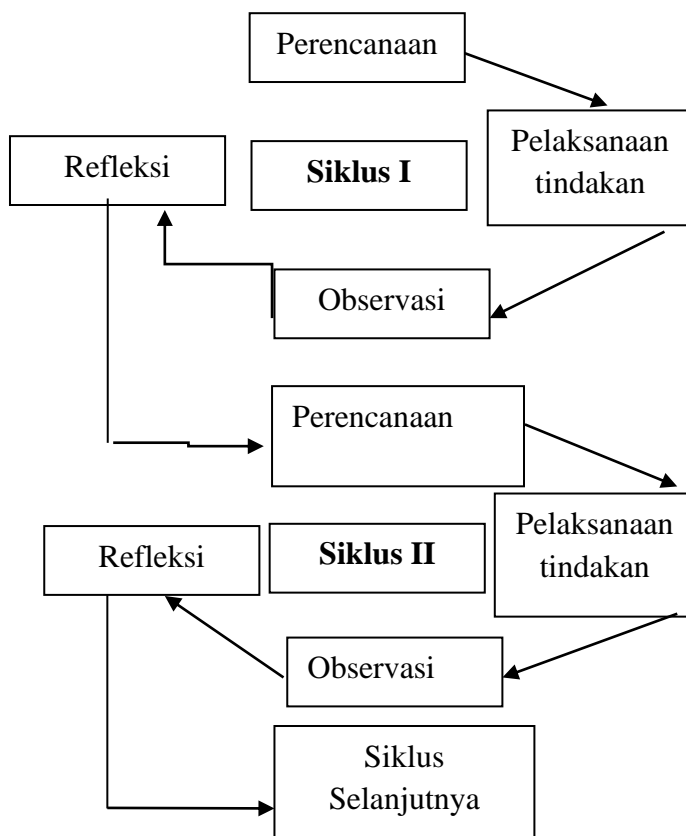 Perencanaan
Pelaksanaan
tindakan
Refleksi
Siklus I
Observasi
Perencanaan
Pelaksanaan
tindakan
Refleksi
Siklus II
Observasi
Siklus
Selanjutnya